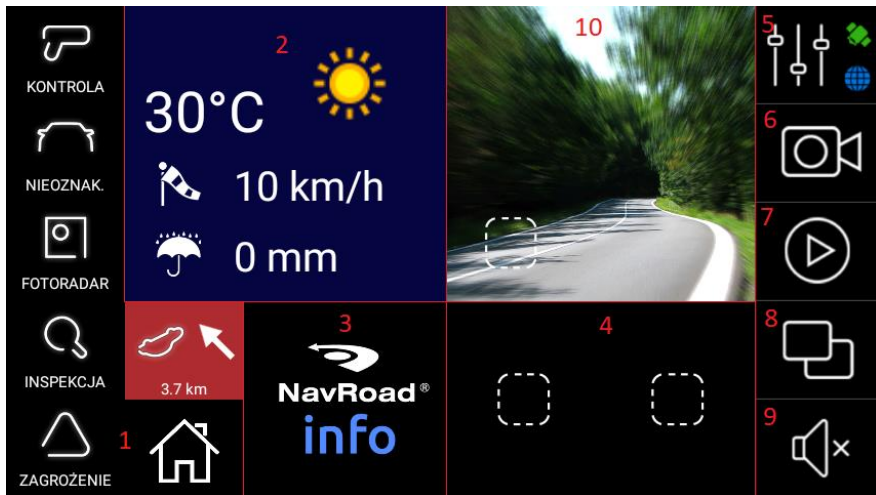 KONTROLA
NIEOZNAK.
FOTORADAR
INSPEKCJA
ZAGROŻENIE
2
30°C
10 km/h
0 mm
10
5
6
7
8
9
3.7 km
1
3
NavRoad®
info
4